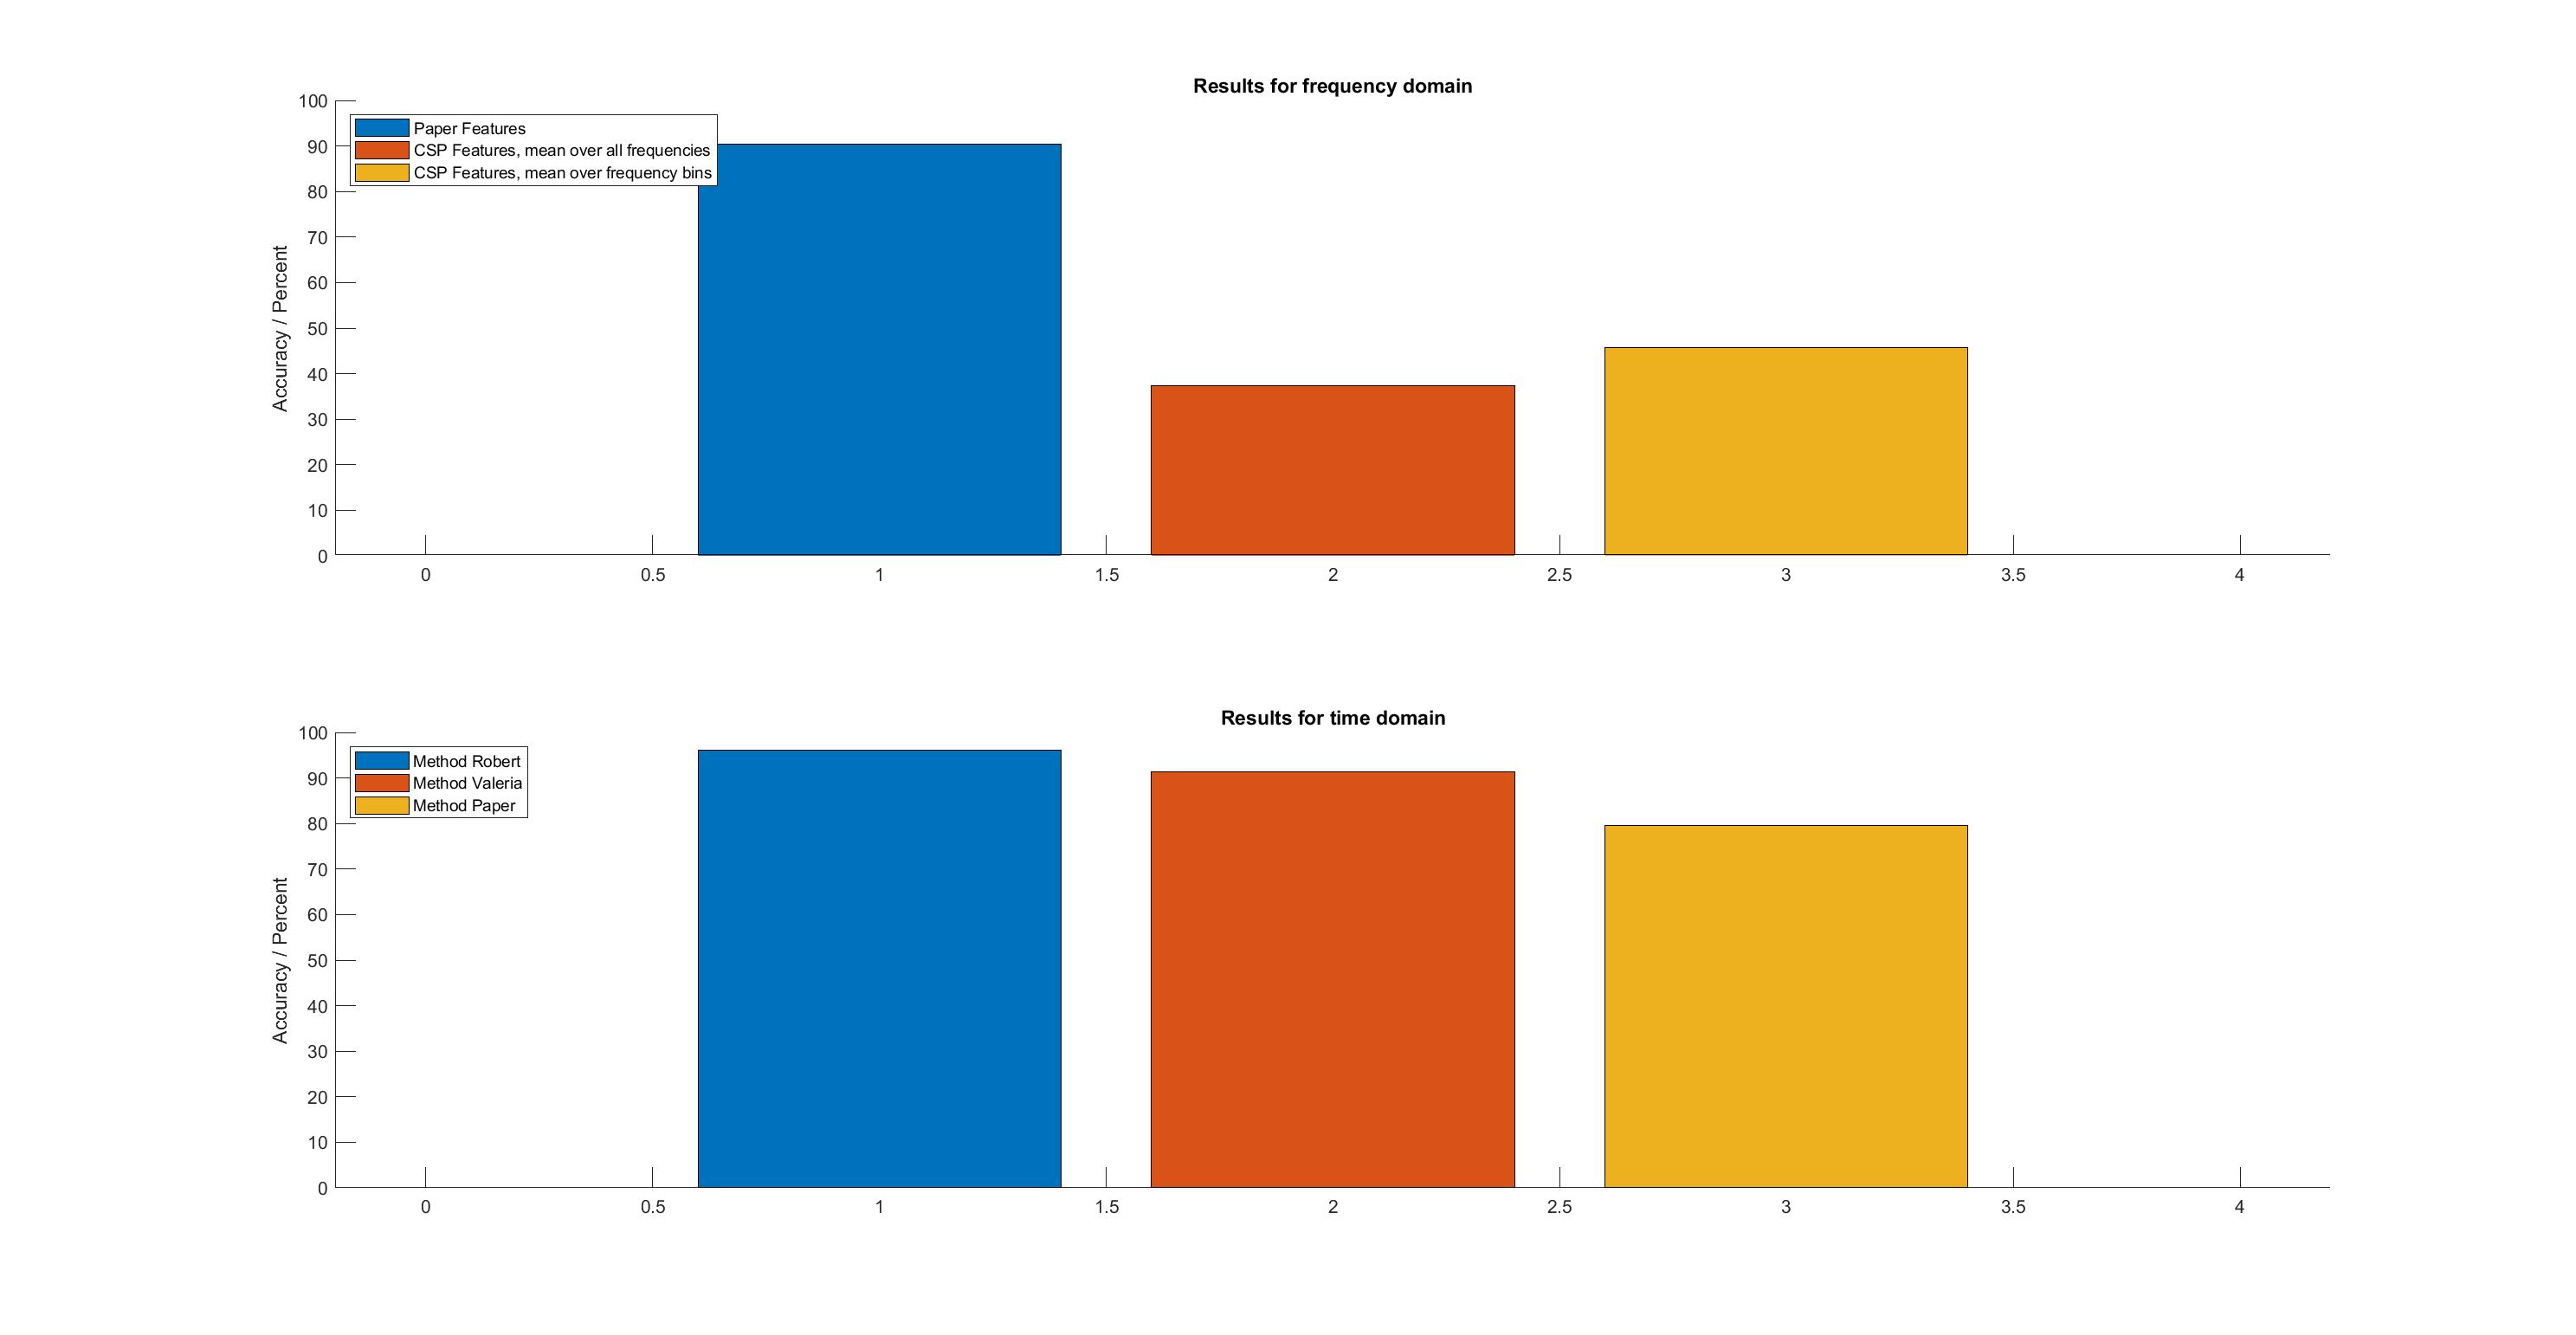 Results for frequency domain
100
90
80
70
60
50
40
30
20
10
0
Accuracy / Percent
Paper Features
CSP Features, mean over all frequencies
CSP Features, mean over frequency bins
0 0.5 1 1.5 2 2.5 3 3.5 4
Results for time domain
100
90
80
70
60
50
40
30
20
10
0
Accuracy / Percent
Method Robert
Method Valeria
Method Paper
0 0.5 1 1.5 2 2.5 3 3.5 4